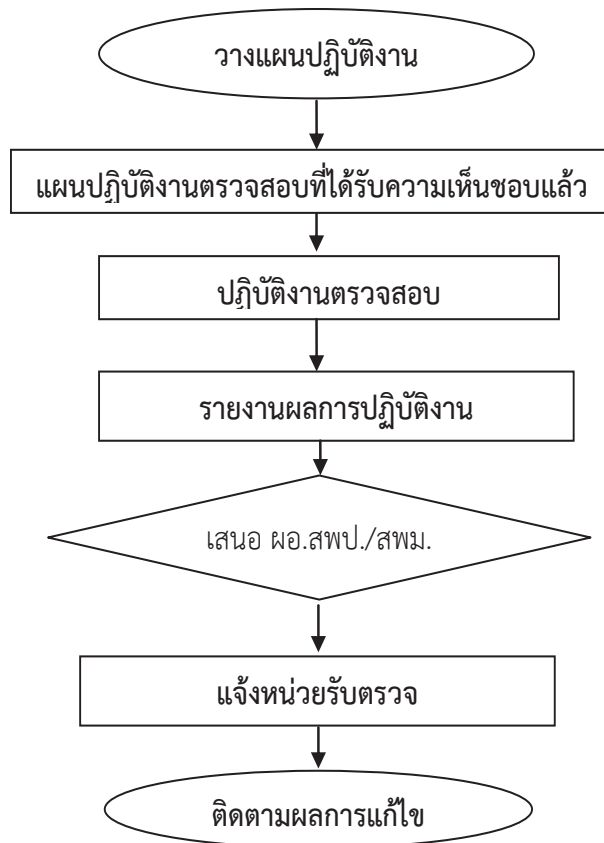 วางแผนปฏิบัติงาน
แผนปฏิบัติงานตรวจสอบที่ได้รับความเห็นชอบแล้ว
ปฏิบัติงานตรวจสอบ
รายงานผลการปฏิบัติงาน
เสนอ ผอ.สพป./สพม.
แจ้งหน่วยรับตรวจ
ติดตามผลการแก้ไข